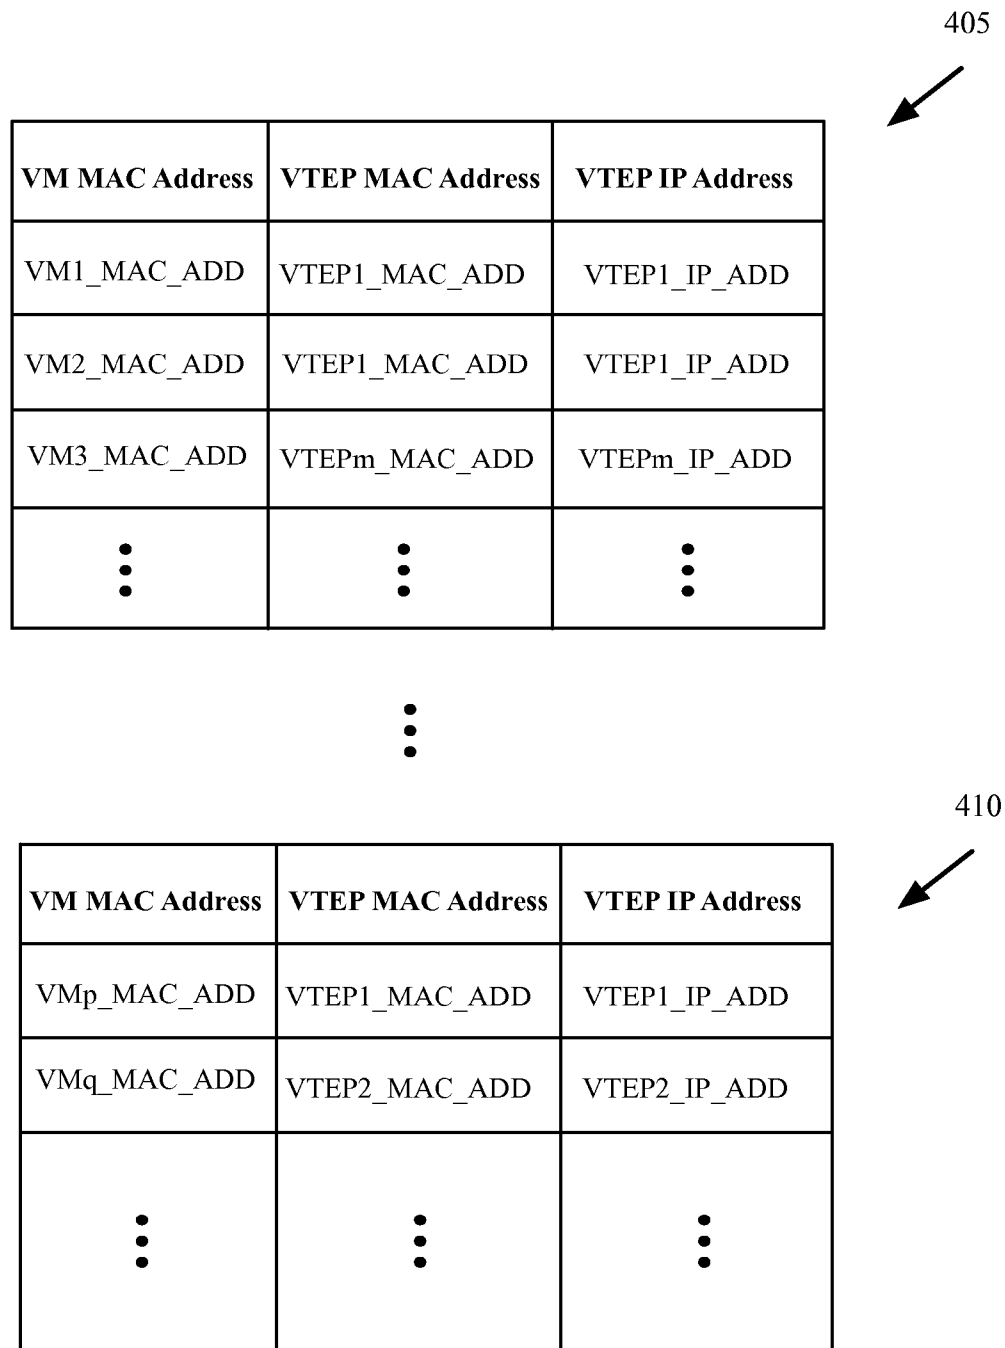 405
VM MAC Address VTEP MAC Address VTEP IP Address
VM1_MAC_ADD VTEP1_MAC_ADD VTEP1_IP_ADD
VM2_MAC_ADD VTEP1_MAC_ADD VTEP1_IP_ADD
VM3_MAC_ADD VTEPm_MAC_ADD VTEPm_IP_ADD
410
VM MAC Address VTEP MAC Address VTEP IP Address
VMp_MAC_ADD VTEP1_MAC_ADD VTEP1_IP_ADD
VMq_MAC_ADD VTEP2_MAC_ADD VTEP2_IP_ADD